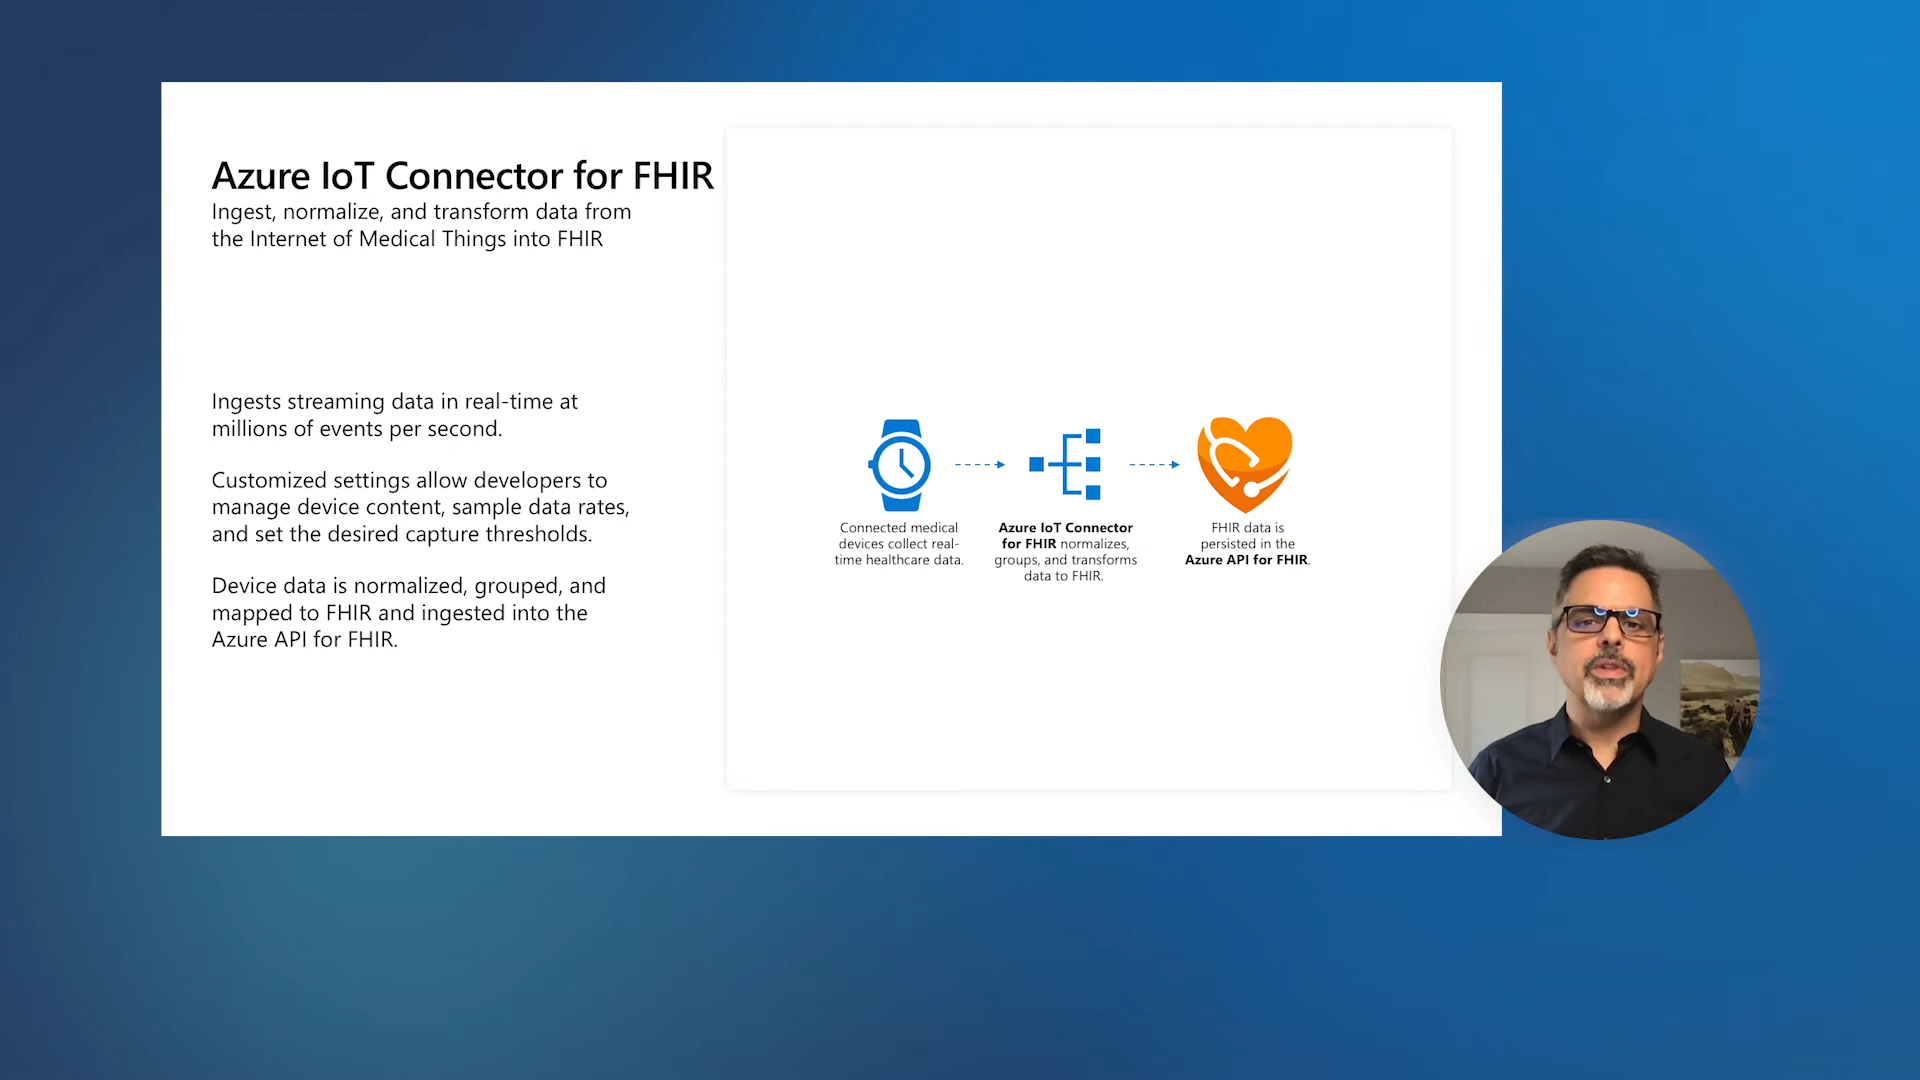 Azure IoT Connector for FHIR
Ingest, normalize, and transform data from
the Internet of Medical Things into FHIR
Ingests streaming data in real-time at
millions of events per second.
Customized settings allow developers to
manage device content, sample data rates,
and set the desired capture thresholds.
Device data is normalized, grouped, and
mapped to FHIR and ingested into the
Azure API for FHIR.
Connected medical
devices collect real-
time healthcare data.
Azure IoT Connector
for FHIR normalizes,
groups, and transforms
data to FHIR.
FHIR data is
persisted in the
Azure API for FHIR.